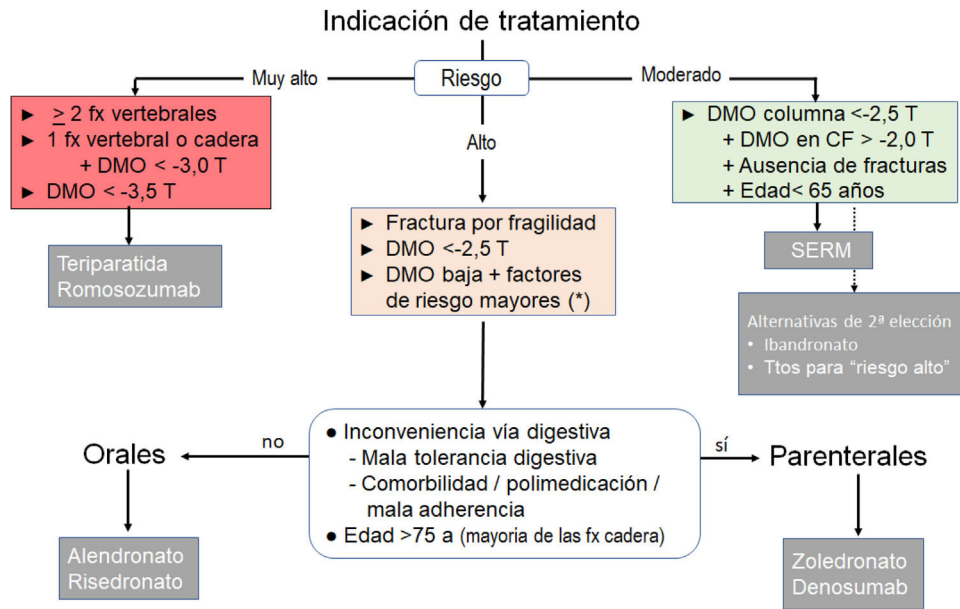 Indicación de tratamiento
Riesgo
Muy alto
Alto
Moderado
► > 2 fx vertebrales
► 1 fx vertebral o cadera
+ DMO < -3,0 T
► DMO < -3,5 T
Teriparatida
Romosozumab
► Fractura por fragilidad
► DMO <-2,5 T
► DMO baja + factores
de riesgo mayores (*)
► DMO columna <-2,5 T
+ DMO en CF > -2,0 T
+ Ausencia de fracturas
+ Edad< 65 años
SERM
Alternativas de 2ª elección
• Ibandronato
• Ttos para “riesgo alto”
● Inconveniencia vía digestiva
- Mala tolerancia digestiva
- Comorbilidad / polimedicación /
mala adherencia
● Edad >75 a (mayoria de las fx cadera)
no
Orales
Alendronato
Risedronato
sí
Parenterales
Zoledronato
Denosumab